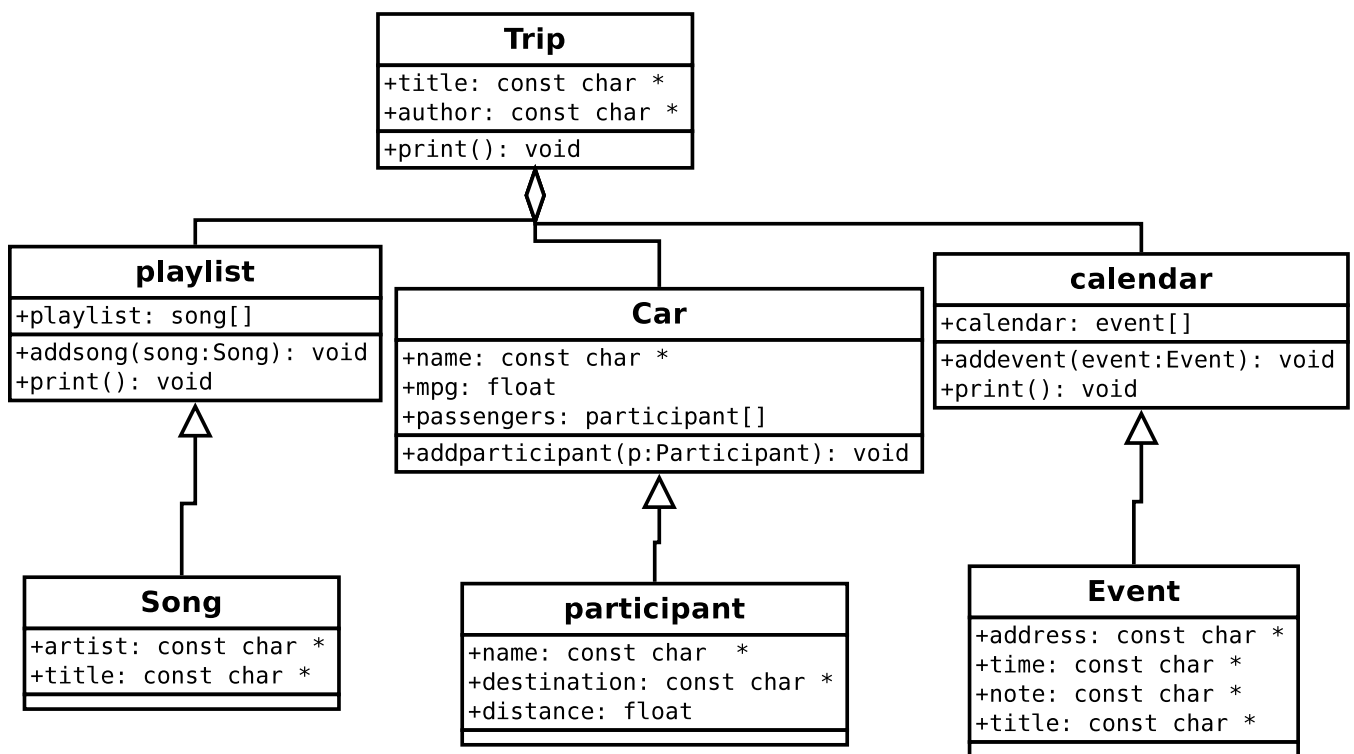 Trip
+title: const char *
+author: const char *
+print(): void
playlist
+playlist: song[]
+addsong(song:Song): void
+print(): void
Car
+name: const char *
+mpg: float
+passengers: participant[]
+addparticipant(p:Participant): void
calendar
+calendar: event[]
+addevent(event:Event): void
+print(): void
Song
+artist: const char *
+title: const char *
participant
+name: const char  *
+destination: const char *
+distance: float
Event
+address: const char *
+time: const char *
+note: const char *
+title: const char *